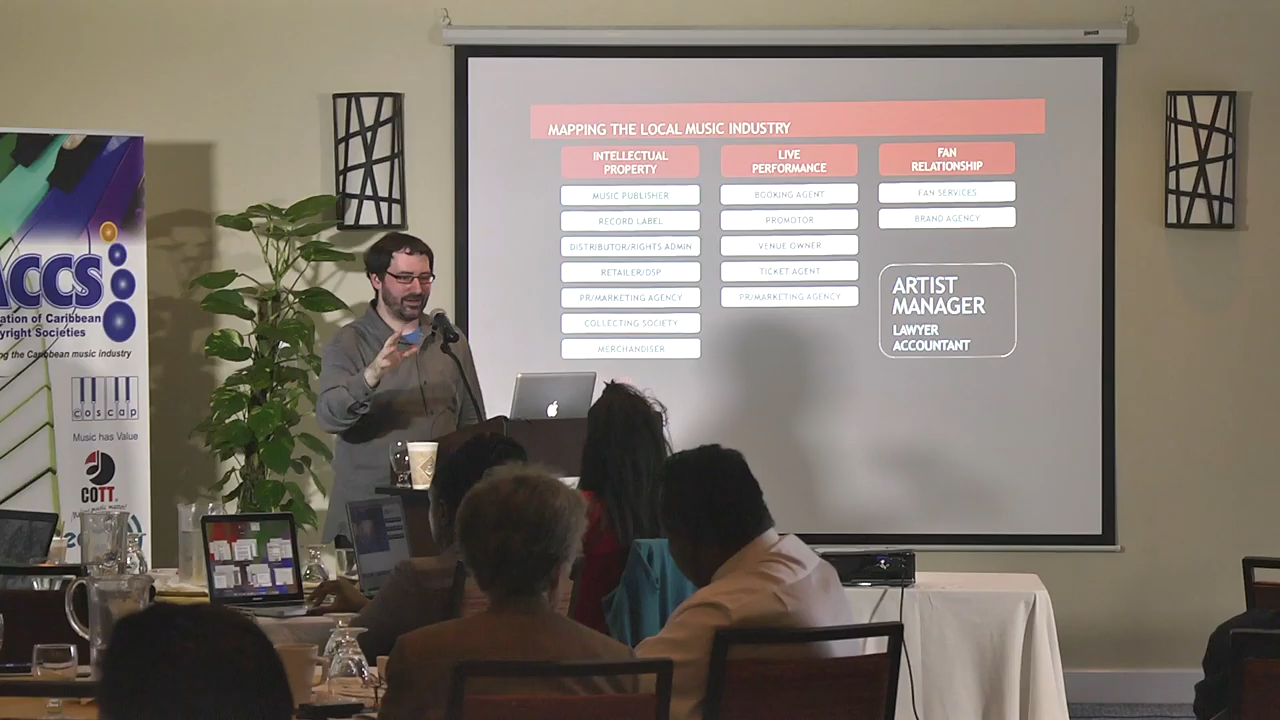 MAPPING THE LOCAL MUSIC INDUSTRY
INTELLECTUAL
PROPERTY
MUSIC PUBLISHER
RECORD LABEL
DISTRIBUTOR/RIGHTS ADMIN
RETAILER/DSP
PR/MARKETING AGENCY
COLLECTING SOCIETY
MERCHANDISER
LIVE
PERFORMANCE
BOOKING AGENT
PROMOTOR
VENUE OWNER
TICKET AGENT
PR/MARKETING AGENCY
FAN
RELATIONSHIP
FAN SERVICES
BRAND AGENCY
ARTIST
MANAGER
LAWYER
ACCOUNTANT
ACCS
ation of Caribbean
yright Societies
ng the Caribbean music industry
coscap
Music has Value
COTT